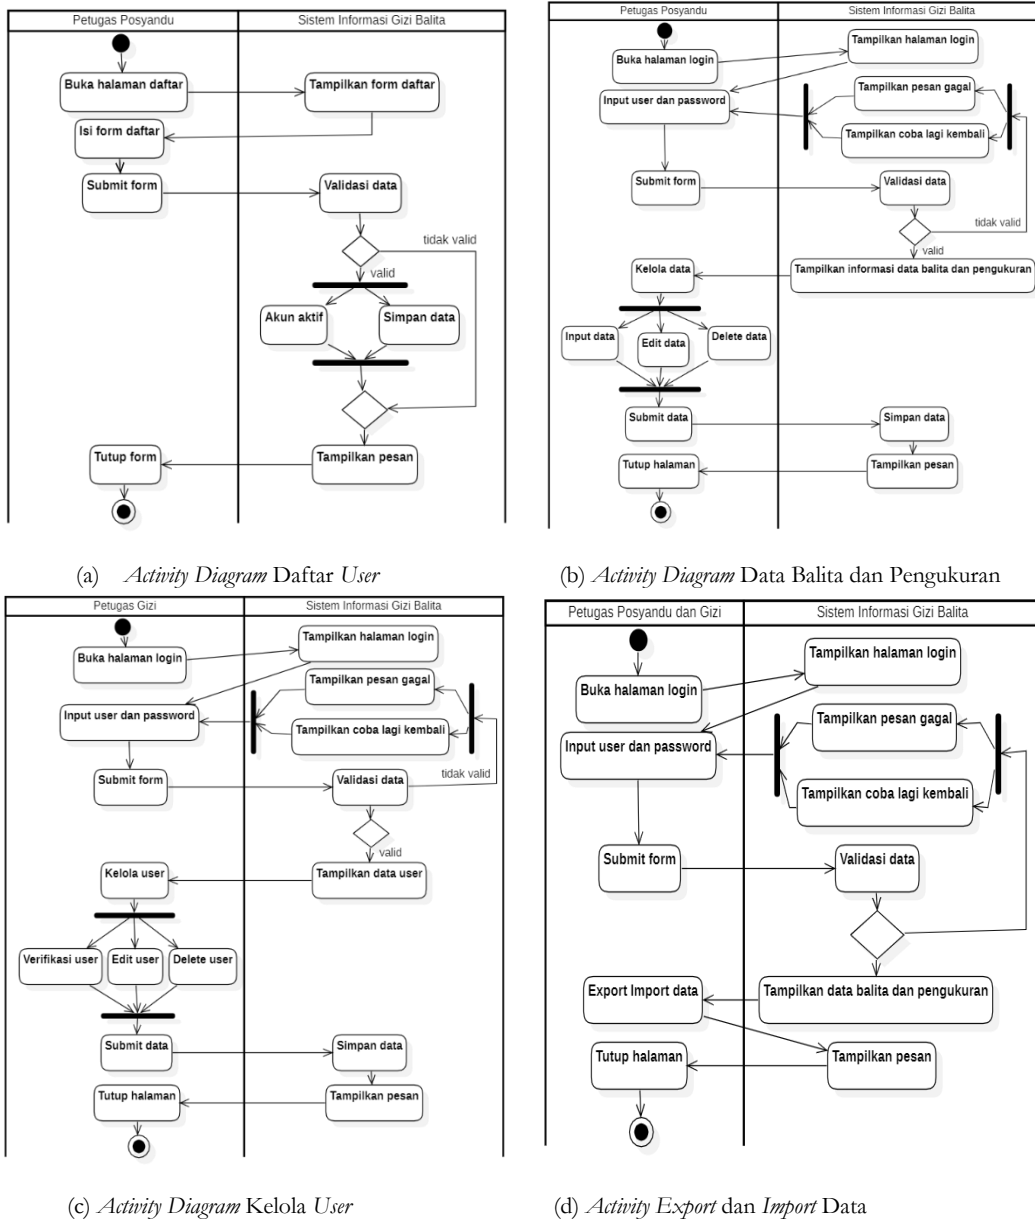 Petugas Posyandu
Sistem Informasi Gizi Balita
Buka halaman daftar
Tampilkan form daftar
Isi form daftar
Submit form
Validasi data
tidak valid
valid
Akun aktif
Simpan data
Tutup form
Tampilkan pesan
(a) Activity Diagram Daftar User
Petugas Posyandu
Sistem Informasi Gizi Balita
Buka halaman login
Tampilkan halaman login
Input user dan password
Tampilkan pesan gagal
Tampilkan coba lagi kembali
Submit form
Validasi data
tidak valid
valid
Kelola data
Tampilkan informasi data balita dan pengukuran
Input data
Edit data
Delete data
Submit data
Simpan data
Tutup halaman
Tampilkan pesan
(b) Activity Diagram Data Balita dan Pengukuran
Petugas Gizi
Sistem Informasi Gizi Balita
Buka halaman login
Tampilkan halaman login
Input user dan password
Tampilkan pesan gagal
Tampilkan coba lagi kembali
Submit form
Validasi data
tidak valid
valid
Kelola user
Tampilkan data user
Verifikasi user
Edit user
Delete user
Submit data
Simpan data
Tutup halaman
Tampilkan pesan
(c) Activity Diagram Kelola User
Petugas Posyandu dan Gizi
Sistem Informasi Gizi Balita
Buka halaman login
Tampilkan halaman login
Input user dan password
Tampilkan pesan gagal
Tampilkan coba lagi kembali
Submit form
Validasi data
Export Import data
Tampilkan data balita dan pengukuran
Tutup halaman
Tampilkan pesan
(d) Activity Export dan Import Data